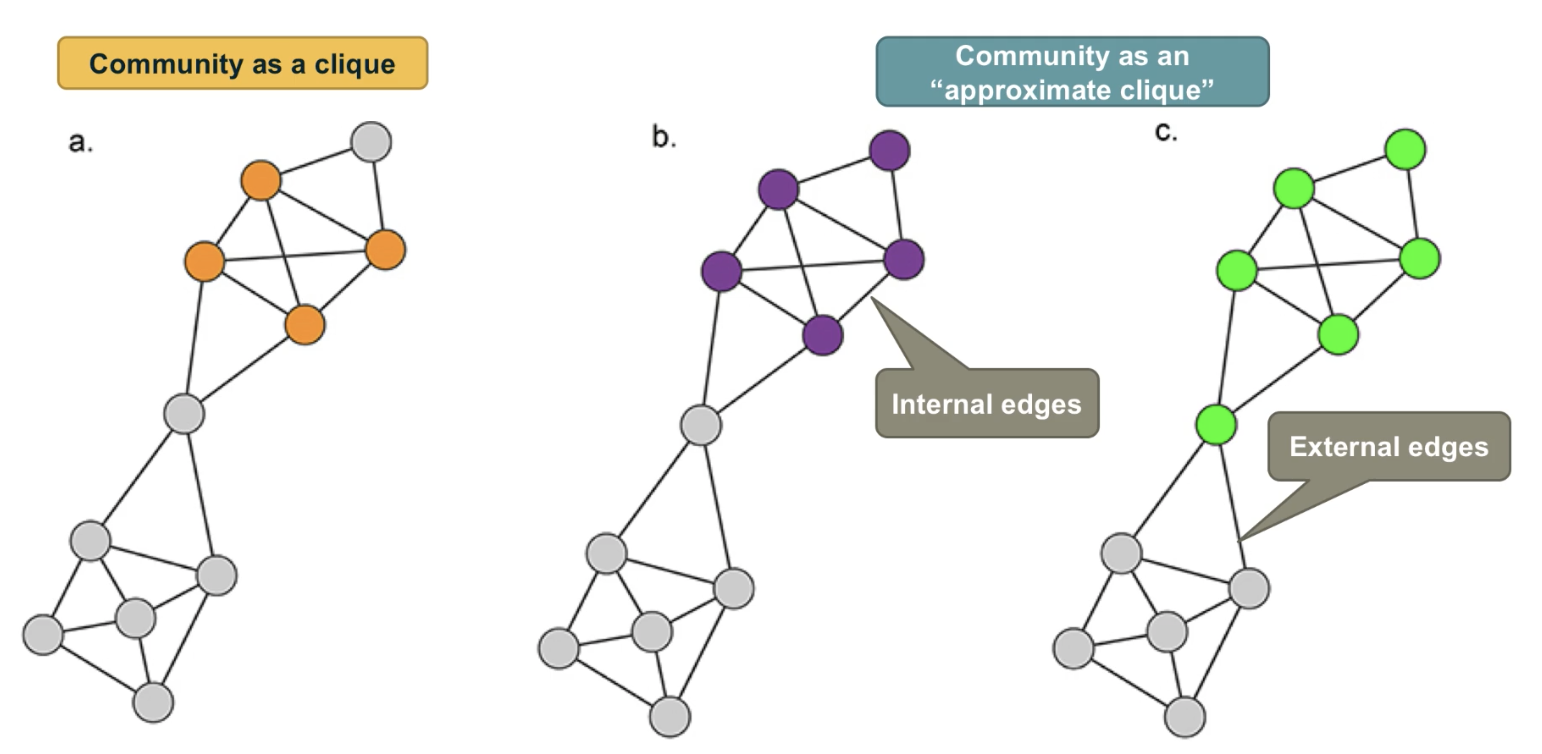 Community as a clique
Community as an
“approximate clique”
a.
b.
c.
Internal edges
External edges